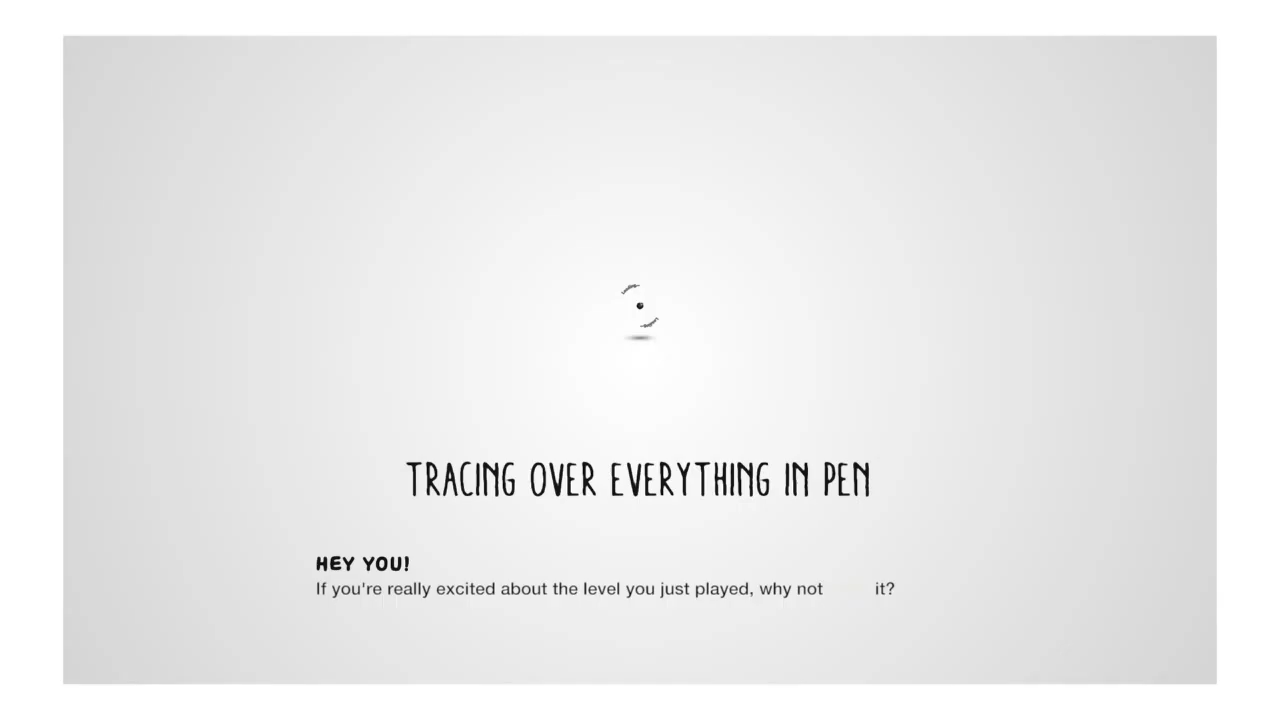 TRACING OVER EVERYTHING IN PEN
HEY YOU!
If you're really excited about the level you just played, why not it?